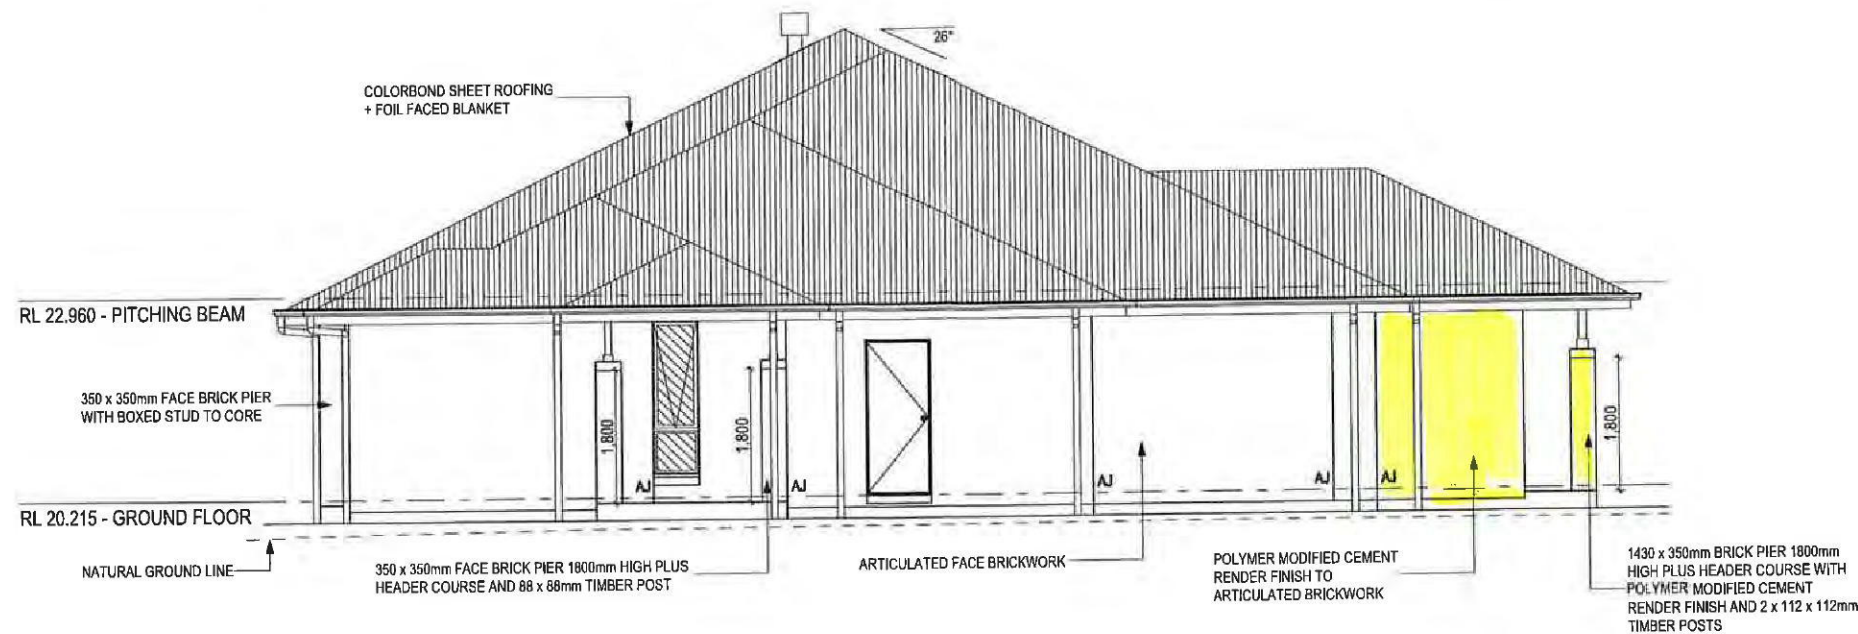 26°
COLORBOND SHEET ROOFING
+ FOIL FACED BLANKET
RL 22.960 - PITCHING BEAM
350 x 350mm FACE BRICK PIER
WITH BOXED STUD TO CORE
1,800
1,800
1,800
AJ
AJ
AJ
AJ
AJ
RL 20.215 - GROUND FLOOR
NATURAL GROUND LINE
350 x 350mm FACE BRICK PIER 1800mm HIGH PLUS
HEADER COURSE AND 88 x 88mm TIMBER POST
ARTICULATED FACE BRICKWORK
POLYMER MODIFIED CEMENT
RENDER FINISH TO
ARTICULATED BRICKWORK
1430 x 350mm BRICK PIER 1800mm
HIGH PLUS HEADER COURSE WITH
POLYMER MODIFIED CEMENT
RENDER FINISH AND 2 x 112 x 112mm
TIMBER POSTS